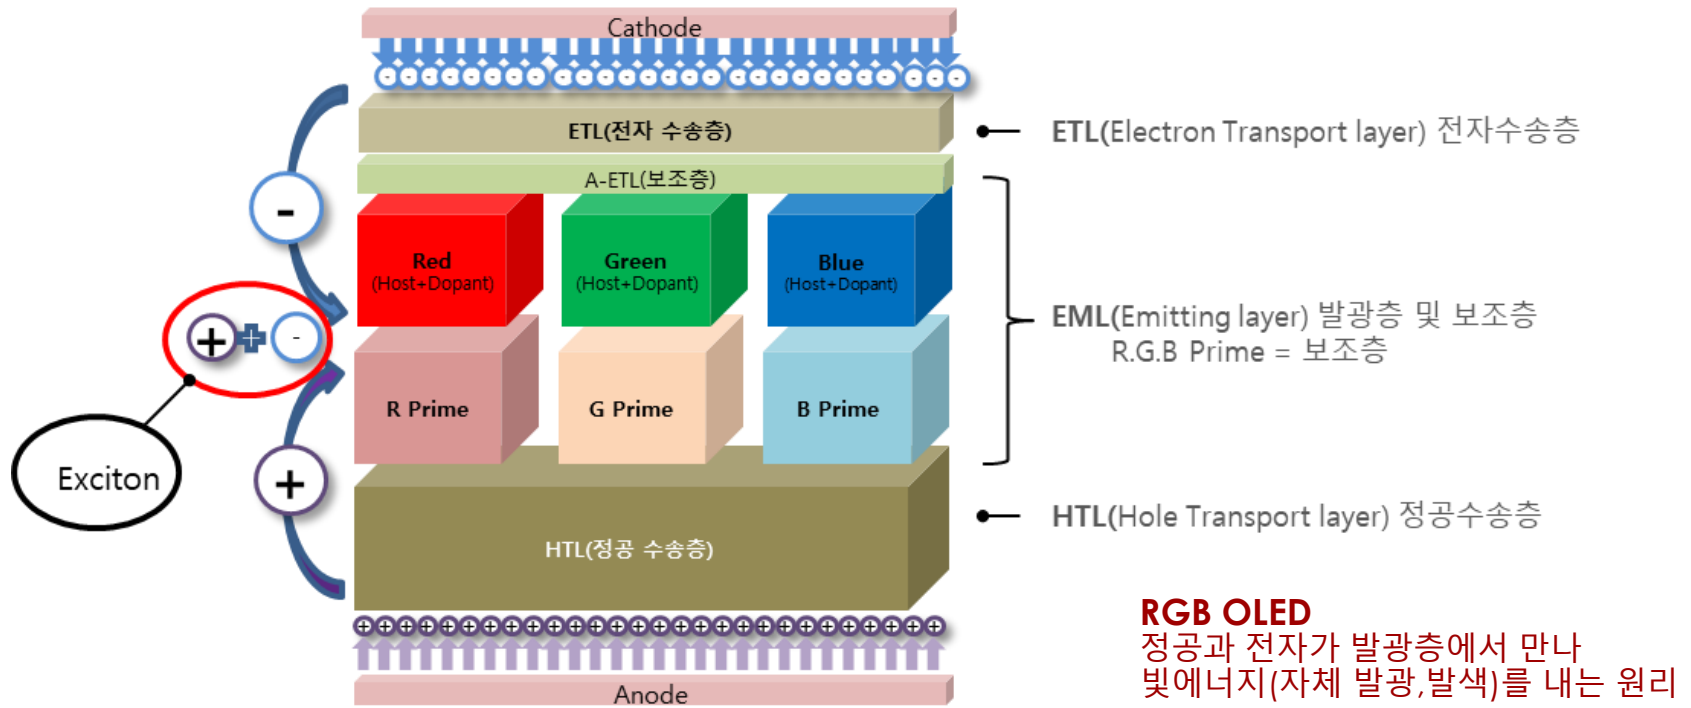 Cathode
- - - - - - - - - - - - - - - - - - - - - - -
ETL(전자 수송층)
ETL(Electron Transport layer) 전자수송층
A-ETL(보조층)
-
Red
(Host+Dopant)
Green
(Host+Dopant)
Blue
(Host+Dopant)
EML(Emitting layer) 발광층 및 보조층
R.G.B Prime = 보조층
+ + -
R Prime
G Prime
B Prime
Exciton
+
HTL(Hole Transport layer) 정공수송층
HTL(정공 수송층)
+ + + + + + + + + + + + + + + + + + + + + + + + + + + +
Anode
RGB OLED
정공과 전자가 발광층에서 만나
빛에너지(자체 발광,발색)를 내는 원리